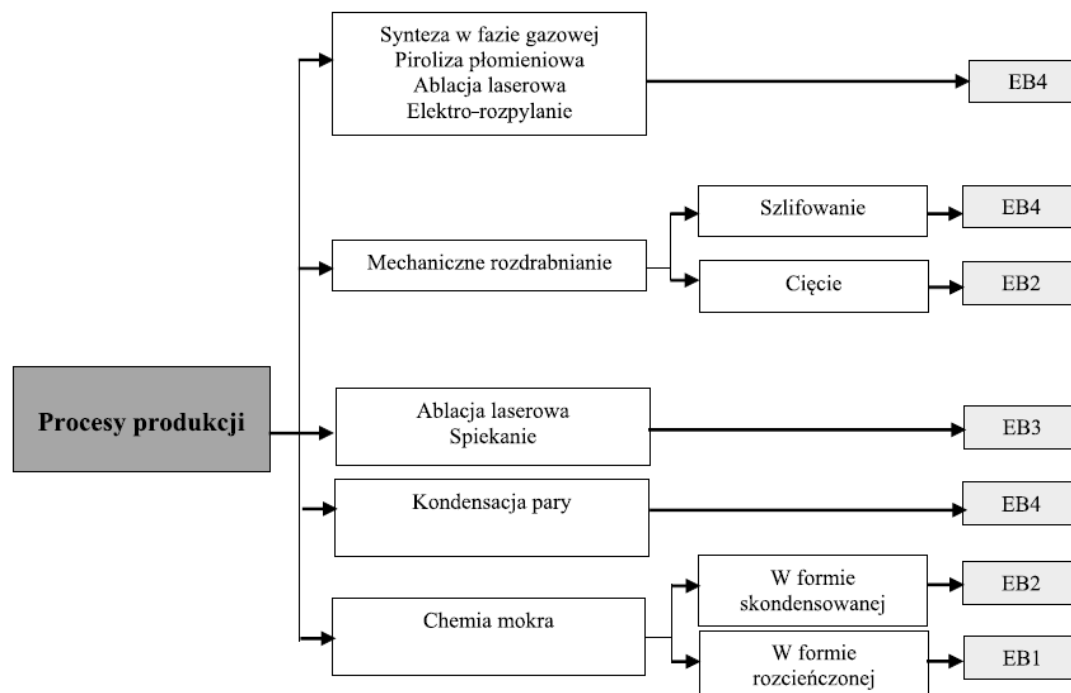 Synteza w fazie gazowej
Piroliza płomieniowa
Ablacja laserowa
Elektro-rozpylanie
EB4
Mechaniczne rozdrabnianie
Szlifowanie
EB4
Cięcie
EB2
Procesy produkcji
Ablacja laserowa
Spiekanie
EB3
Kondensacja pary
EB4
Chemia mokra
W formie
skondensowanej
EB2
W formie
rozcieńczonej
EB1